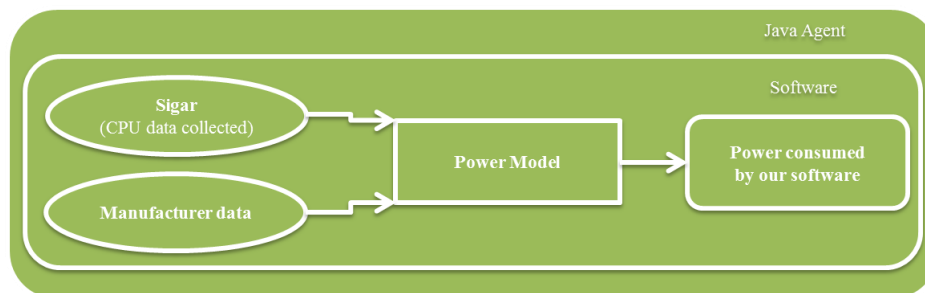 Java Agent
Software
Sigar
(CPU data collected)
Manufacturer data
Power Model
Power consumed
by our software